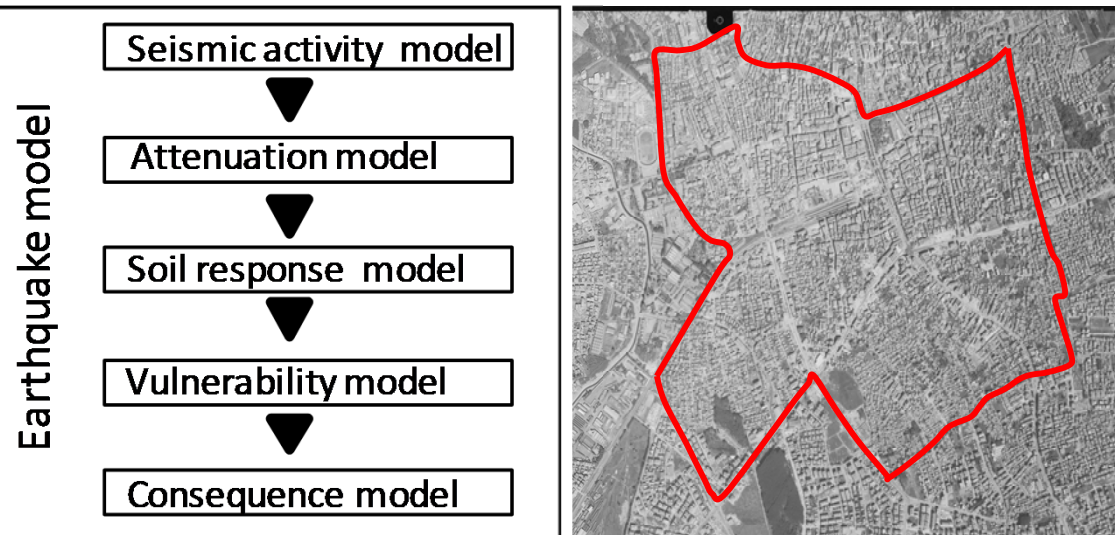 Earthquake model
Seismic activity model
Attenuation model
Soil response model
Vulnerability model
Consequence model